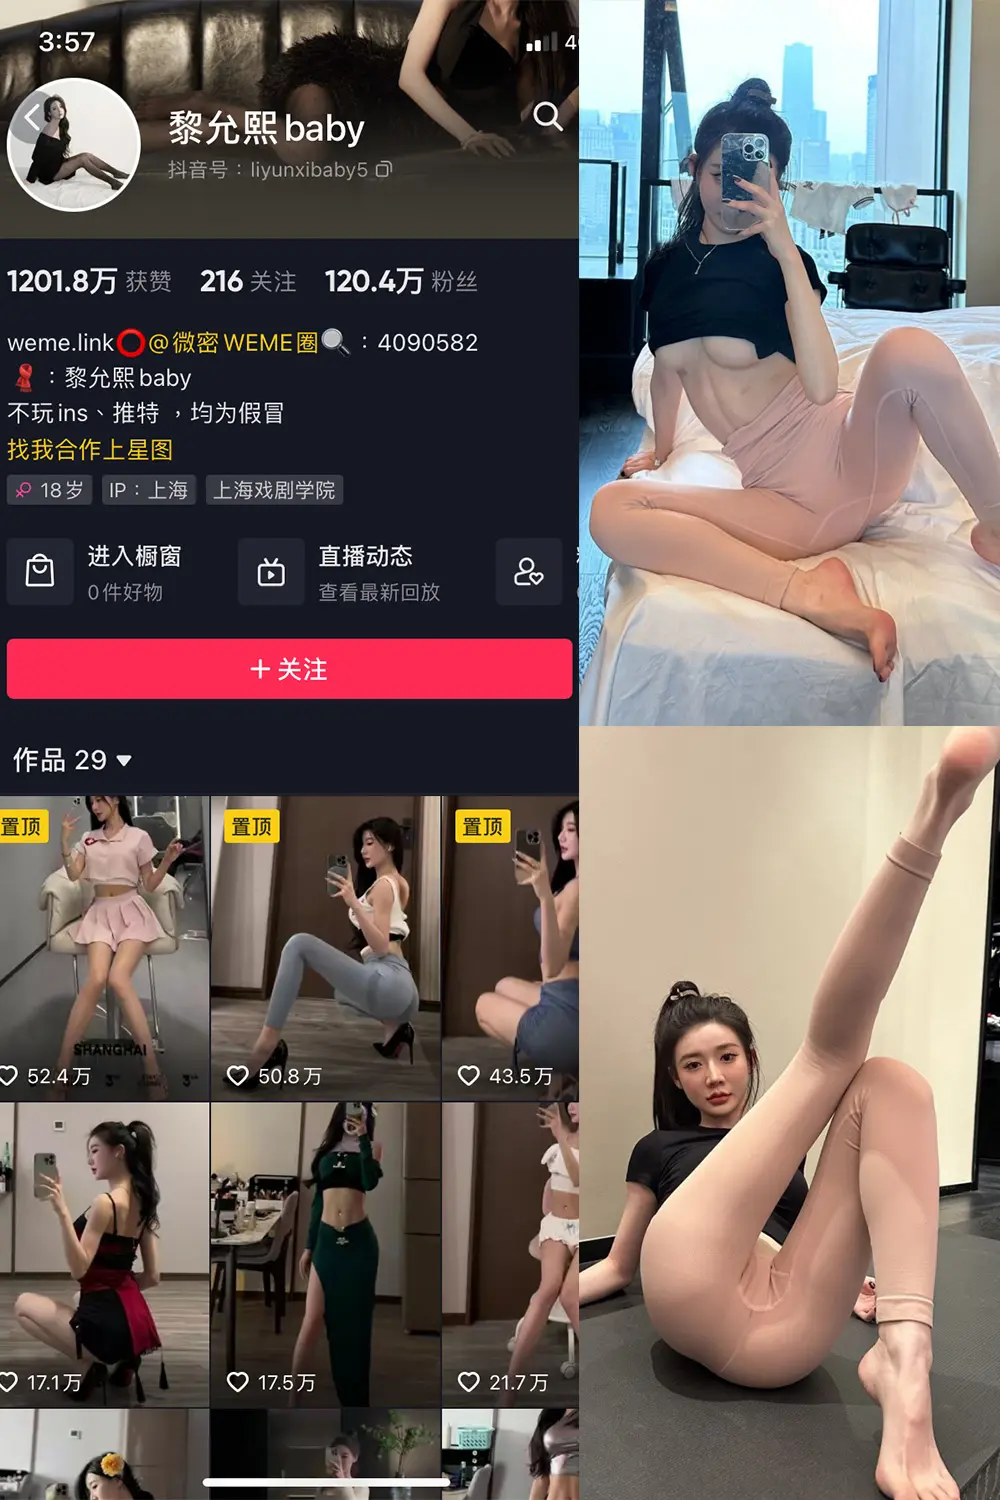 3:57
4
黎允熙baby
抖音号：liyunxibaby5
1201.8万 获赞 216 关注 120.4万 粉丝
weme.link⭕@微密WEME圈🔍：4090582
：黎允熙baby
不玩ins、推特 ，均为假冒
找我合作上星图
♀ 18岁 IP：上海 上海戏剧学院
进入橱窗
0件好物
直播动态
查看最新回放
+ 关注
作品 29
置顶 置顶 置顶
SHANGHAI
52.4万 50.8万 43.5万
17.1万 17.5万 21.7万